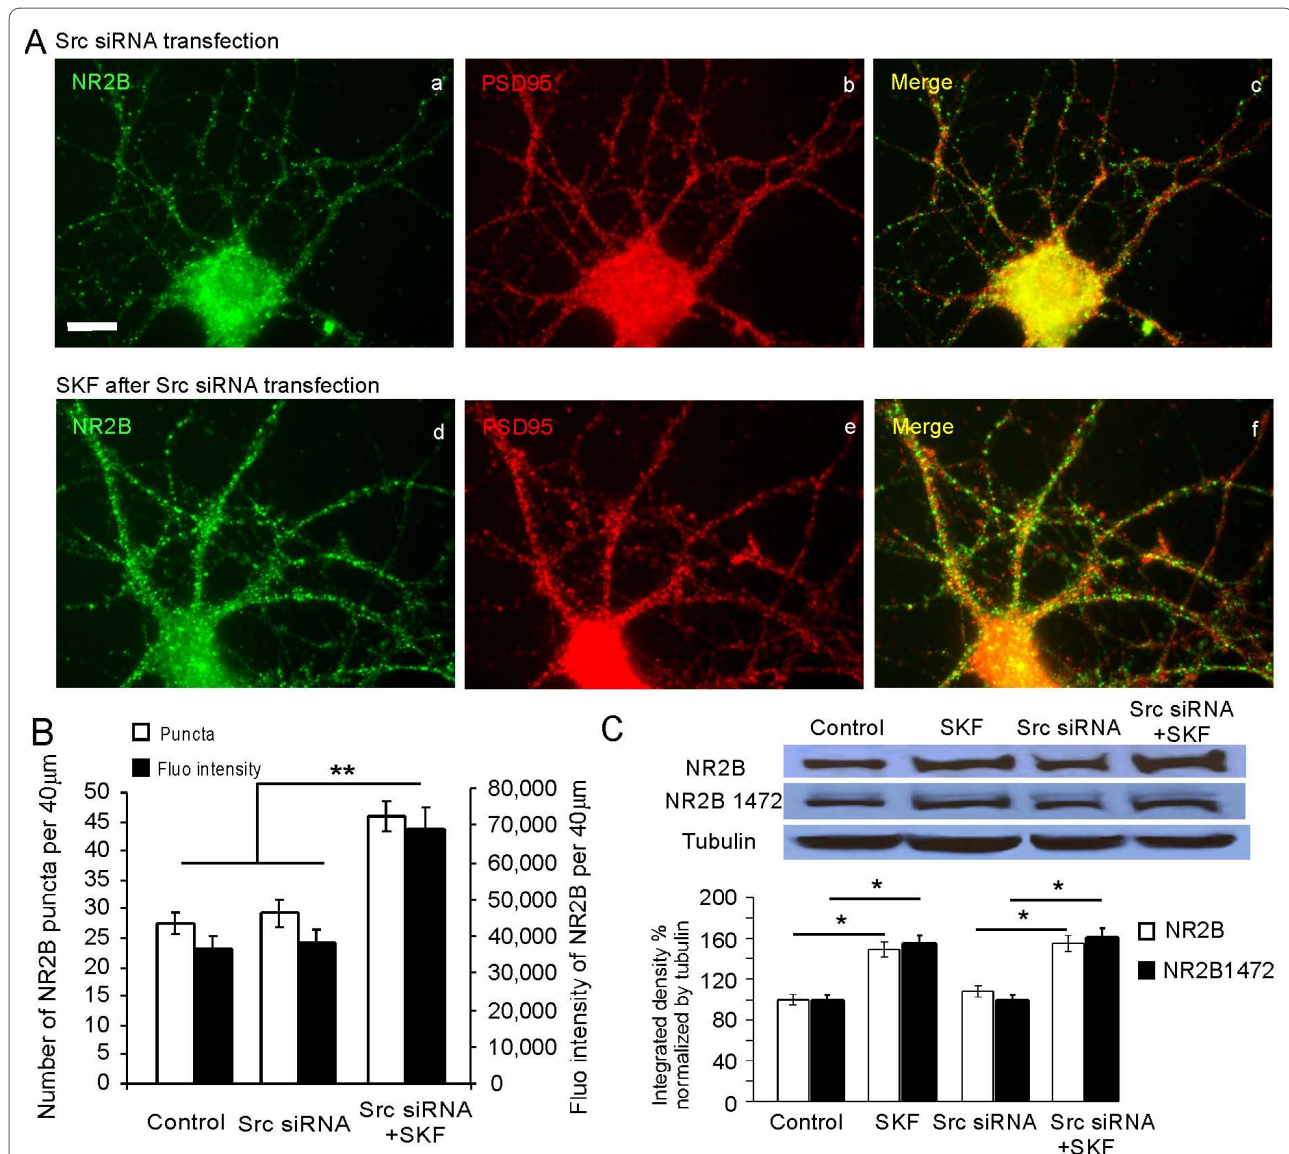 A
Src siRNA transfection
NR2B
a
PSD95
b
Merge
c
SKF after Src siRNA transfection
NR2B
d
PSD95
e
Merge
f
B
Puncta
Fluo intensity
**
Number of NR2B puncta per 40μm
50
45
40
35
30
25
20
15
10
5
0
80,000
70,000
60,000
50,000
40,000
30,000
20,000
10,000
0
Fluo intensity of NR2B per 40μm
Control
Src siRNA
Src siRNA
+SKF
C
Control
SKF
Src siRNA
Src siRNA
+SKF
NR2B
NR2B 1472
Tubulin
Integrated density %
normalized by tubulin
200
160
120
80
40
0
*
*
*
*
NR2B
NR2B1472
Control
SKF
Src siRNA
Src siRNA
+SKF